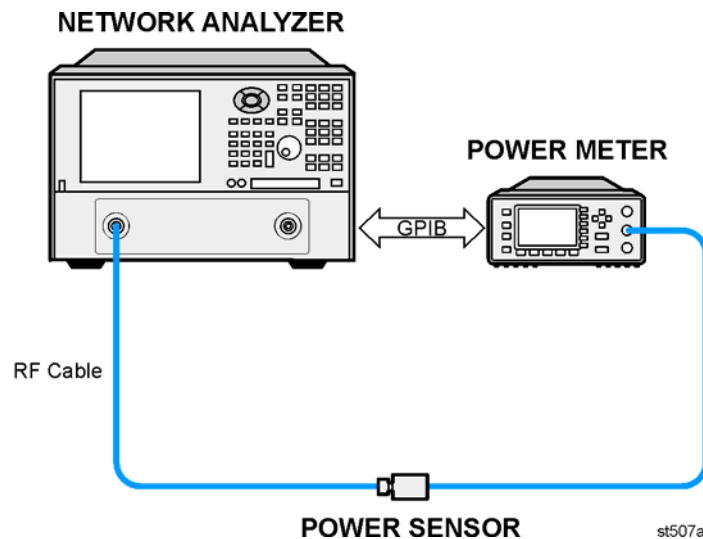 NETWORK ANALYZER
POWER METER
GPIB
RF Cable
POWER SENSOR
st507a